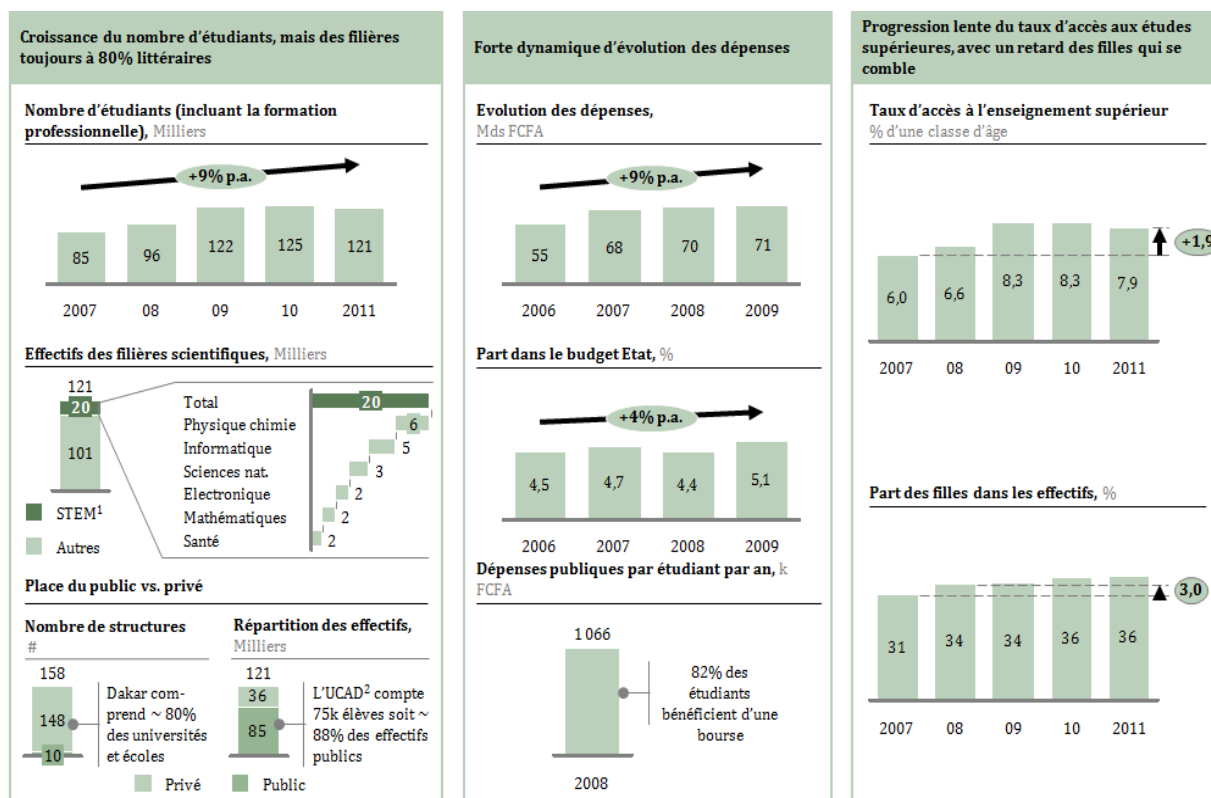 Croissance du nombre d'étudiants, mais des filières
toujours à 80% littéraires
Nombre d'étudiants (incluant la formation
professionnelle), Milliers
+9% p.a.
85
96
122
125
121
2007
08
09
10
2011
Effectifs des filières scientifiques, Milliers
121
20
101
STEM¹
Autres
Total
20
Physique chimie
6
Informatique
5
Sciences nat.
3
Electronique
2
Mathématiques
2
Santé
2
Place du public vs. privé
Nombre de structures
#
158
148
10
Dakar com-
prend ~ 80%
des universités
et écoles
Répartition des effectifs,
Milliers
121
36
85
L'UCAD² compte
75k élèves soit ~
88% des effectifs
publics
Privé
Public
Forte dynamique d'évolution des dépenses
Evolution des dépenses,
Mds FCFA
+9% p.a.
55
68
70
71
2006
2007
2008
2009
Part dans le budget Etat, %
+4% p.a.
4,5
4,7
4,4
5,1
2006
2007
2008
2009
Dépenses publiques par étudiant par an, k
FCFA
1 066
82% des
étudiants
bénéficient d'une
bourse
2008
Progression lente du taux d'accès aux études
supérieures, avec un retard des filles qui se
comble
Taux d'accès à l'enseignement supérieur
% d'une classe d'âge
+1,9
6,0
6,6
8,3
8,3
7,9
2007
08
09
10
2011
Part des filles dans les effectifs, %
3,0
31
34
34
36
36
2007
08
09
10
2011